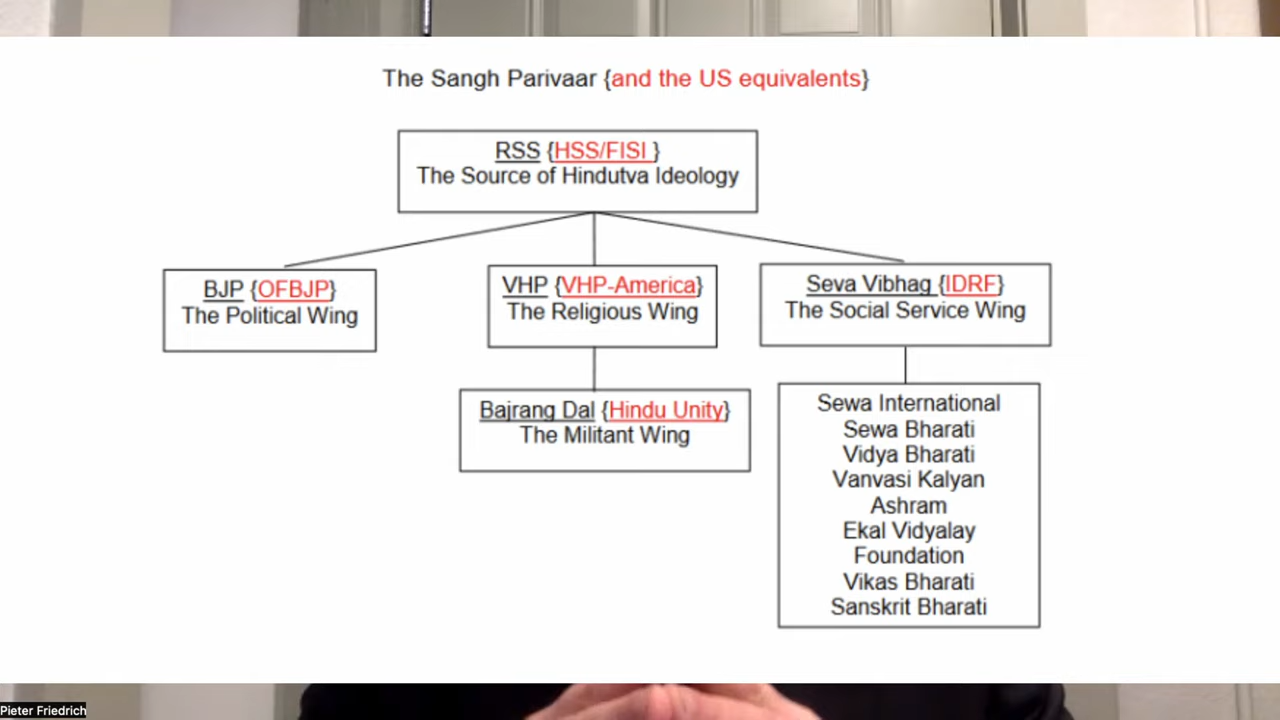 The Sangh Parivaar {and the US equivalents}
RSS {HSS/FISI }
The Source of Hindutva Ideology
BJP {OFBJP}
The Political Wing
VHP {VHP-America}
The Religious Wing
Seva Vibhag {IDRF}
The Social Service Wing
Bajrang Dal {Hindu Unity}
The Militant Wing
Sewa International
Sewa Bharati
Vidya Bharati
Vanvasi Kalyan
Ashram
Ekal Vidyalay
Foundation
Vikas Bharati
Sanskrit Bharati
Pieter Friedrich